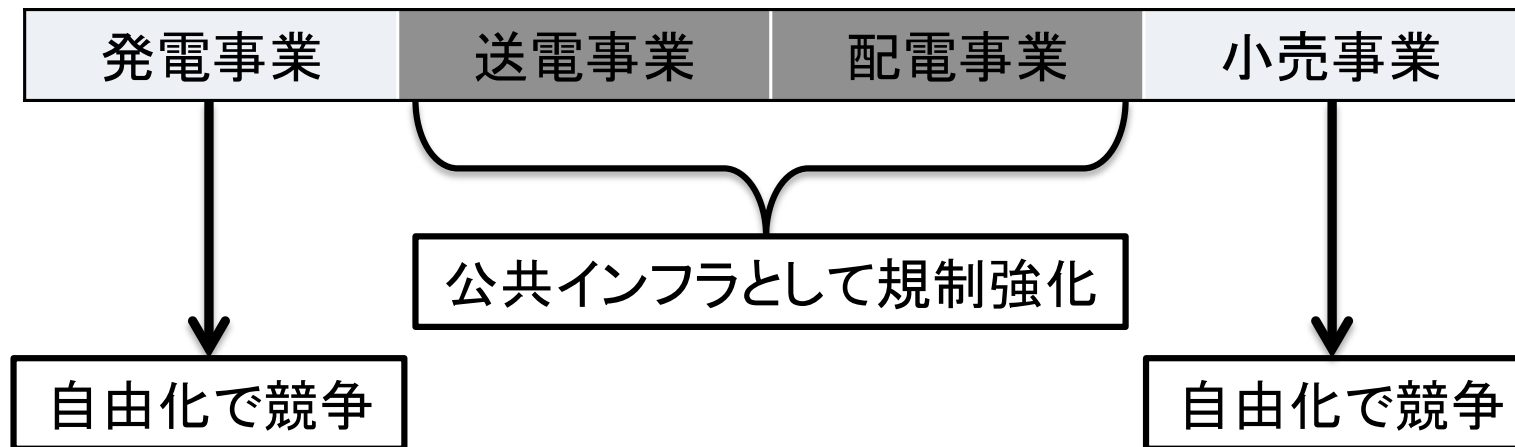 発電事業 送電事業 配電事業 小売事業
公共インフラとして規制強化
自由化で競争 自由化で競争